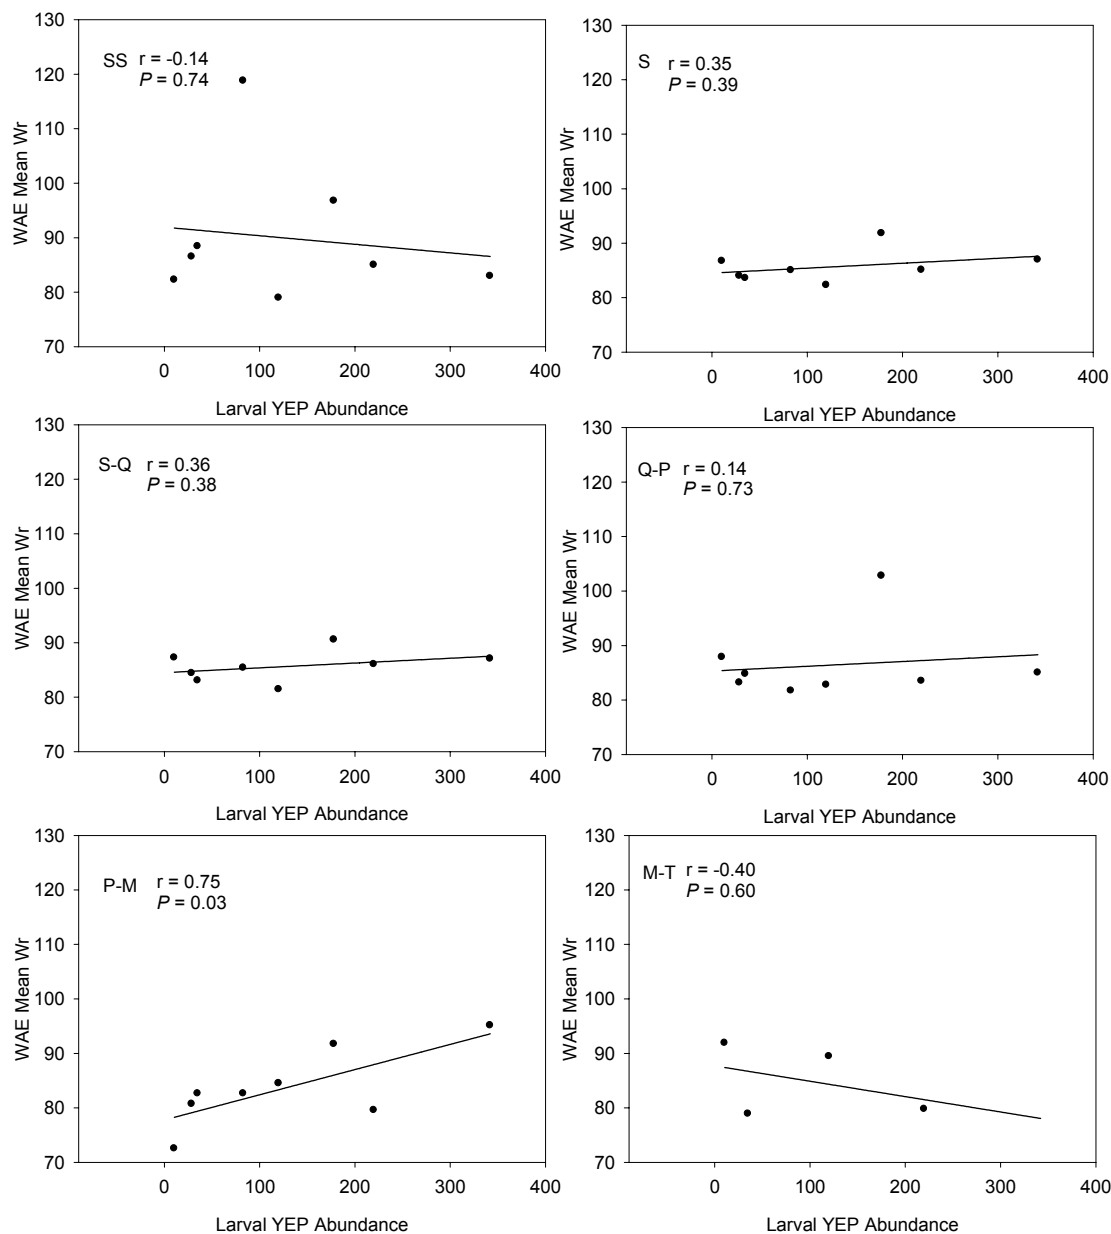 SS r = -0.14
P = 0.74
WAE Mean Wr
130
120
110
100
90
80
70
0 100 200 300 400
Larval YEP Abundance
S r = 0.35
P = 0.39
WAE Mean Wr
130
120
110
100
90
80
70
0 100 200 300 400
Larval YEP Abundance
S-Q r = 0.36
P = 0.38
WAE Mean Wr
130
120
110
100
90
80
70
0 100 200 300 400
Larval YEP Abundance
Q-P r = 0.14
P = 0.73
WAE Mean Wr
130
120
110
100
90
80
70
0 100 200 300 400
Larval YEP Abundance
P-M r = 0.75
P = 0.03
WAE Mean Wr
130
120
110
100
90
80
70
0 100 200 300 400
Larval YEP Abundance
M-T r = -0.40
P = 0.60
WAE Mean Wr
130
120
110
100
90
80
70
0 100 200 300 400
Larval YEP Abundance